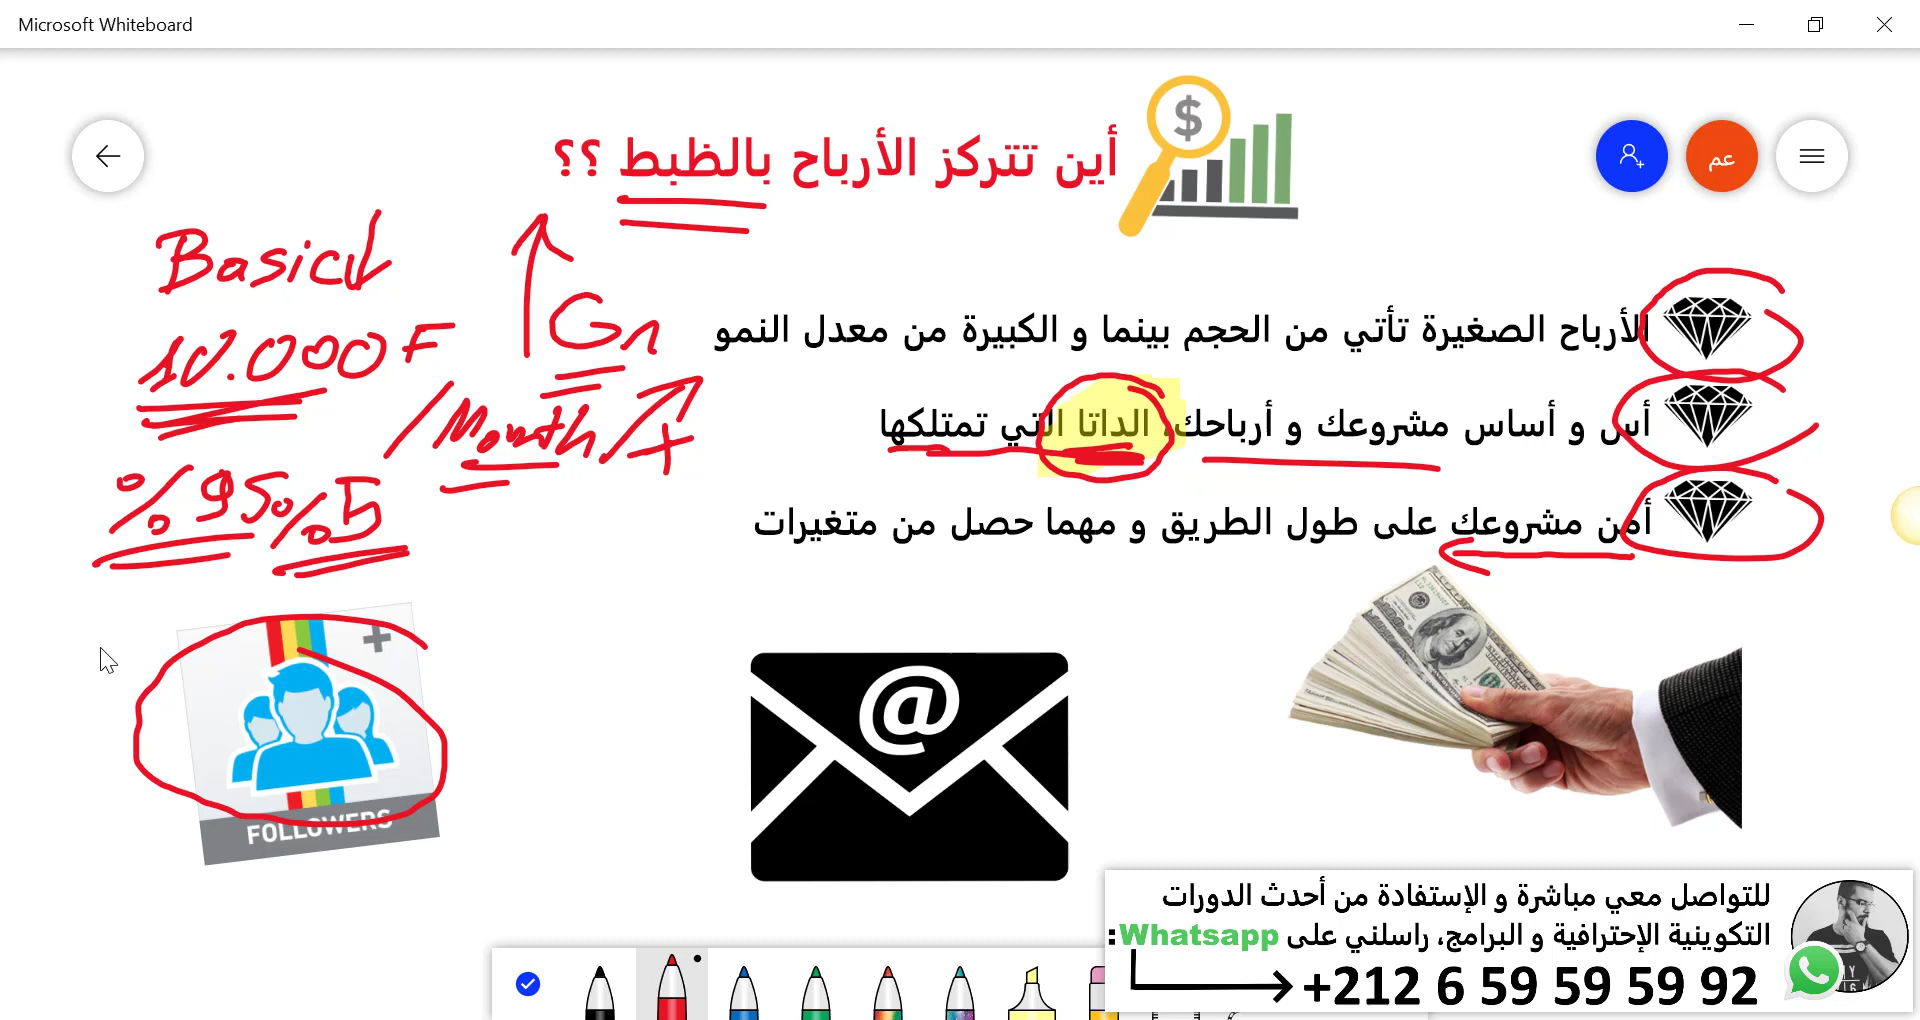 Microsoft Whiteboard
أين تتركز الأرباح بالظبط ؟؟
$
عم
Basic
10.000 F
Gr
/Month
%95
%5
الأرباح الصغيرة تأتي من الحجم بينما و الكبيرة من معدل النمو
أس و أساس مشروعك و أرباحك، الداتا التي تمتلكها
أمن مشروعك على طول الطريق و مهما حصل من متغيرات
+
FOLLOWERS
@
للتواصل معي مباشرة و الإستفادة من أحدث الدورات
التكوينية الإحترافية و البرامج، راسلني على Whatsapp:
+212 6 59 59 59 92